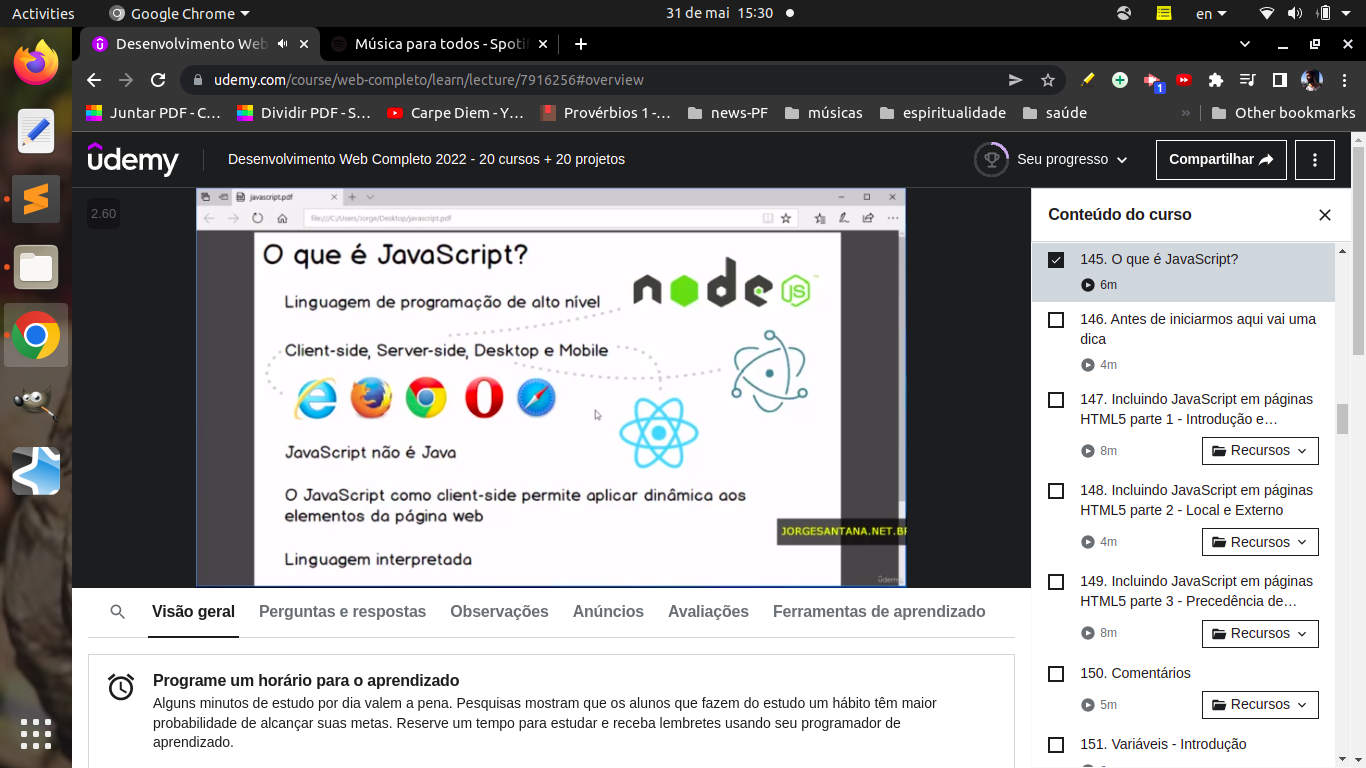 Activities
Google Chrome
31 de mai 15:30
en
Desenvolvimento Web
Música para todos - Spoti
udemy.com/course/web-completo/learn/lecture/7916256#overview
1
Juntar PDF - C…
Dividir PDF - S…
Carpe Diem - Y…
Provérbios 1 -…
news-PF
músicas
espiritualidade
saúde
»
Other bookmarks
udemy
Desenvolvimento Web Completo 2022 - 20 cursos + 20 projetos
Seu progresso
Compartilhar
2.60
javascript.pdf
file:///C:/Users/Jorge/Desktop/javascript.pdf
O que é JavaScript?
node
JS
Linguagem de programação de alto nível
Client-side, Server-side, Desktop e Mobile
JavaScript não é Java
O JavaScript como client-side permite aplicar dinâmica aos
elementos da página web
JORGESANTANA.NET.BR
Linguagem interpretada
udemy
Conteúdo do curso
145. O que é JavaScript?
6m
146. Antes de iniciarmos aqui vai uma
dica
4m
147. Incluindo JavaScript em páginas
HTML5 parte 1 - Introdução e…
8m
Recursos
148. Incluindo JavaScript em páginas
HTML5 parte 2 - Local e Externo
4m
Recursos
149. Incluindo JavaScript em páginas
HTML5 parte 3 - Precedência de…
8m
Recursos
150. Comentários
5m
Recursos
151. Variáveis - Introdução
Visão geral
Perguntas e respostas
Observações
Anúncios
Avaliações
Ferramentas de aprendizado
Programe um horário para o aprendizado
Alguns minutos de estudo por dia valem a pena. Pesquisas mostram que os alunos que fazem do estudo um hábito têm maior
probabilidade de alcançar suas metas. Reserve um tempo para estudar e receba lembretes usando seu programador de
aprendizado.